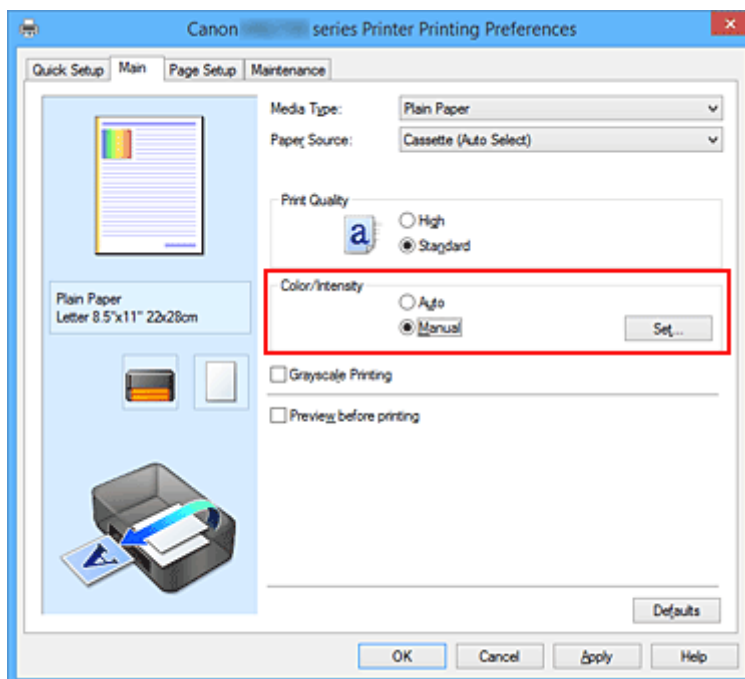 Canon series Printer Printing Preferences
Quick Setup Main Page Setup Maintenance
Media Type: Plain Paper
Paper Source: Cassette (Auto Select)
Print Quality
a
High
Standard
Color/Intensity
Auto
Manual
Set...
Plain Paper
Letter 8.5"x11" 22x28cm
Grayscale Printing
Preview before printing
A
Defaults
OK Cancel Apply Help